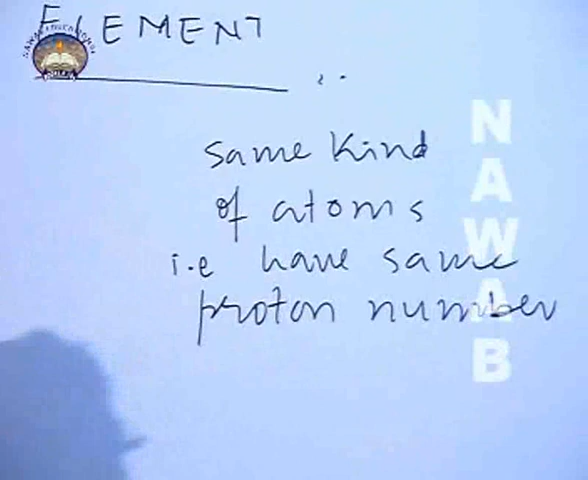 ELEMENT
same kind
of atoms
i.e have same
proton number
NAWAB